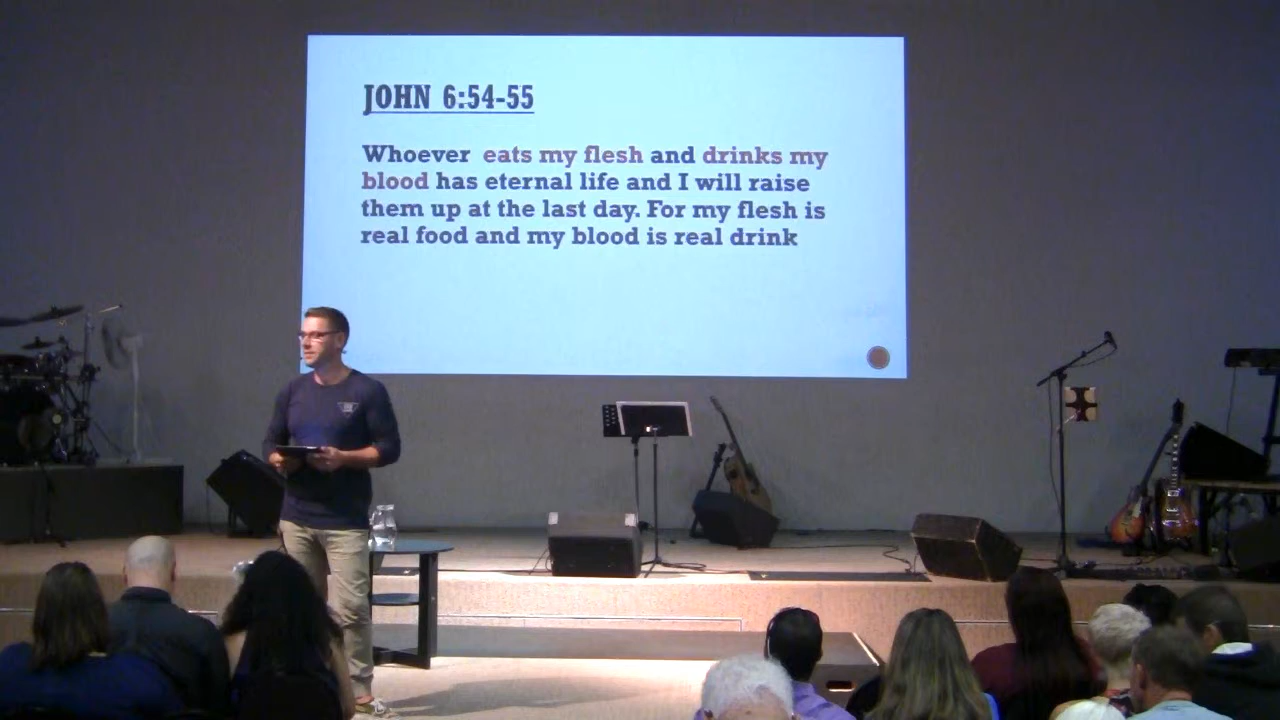 JOHN 6:54-55
Whoever eats my flesh and drinks my
blood has eternal life and I will raise
them up at the last day. For my flesh is
real food and my blood is real drink